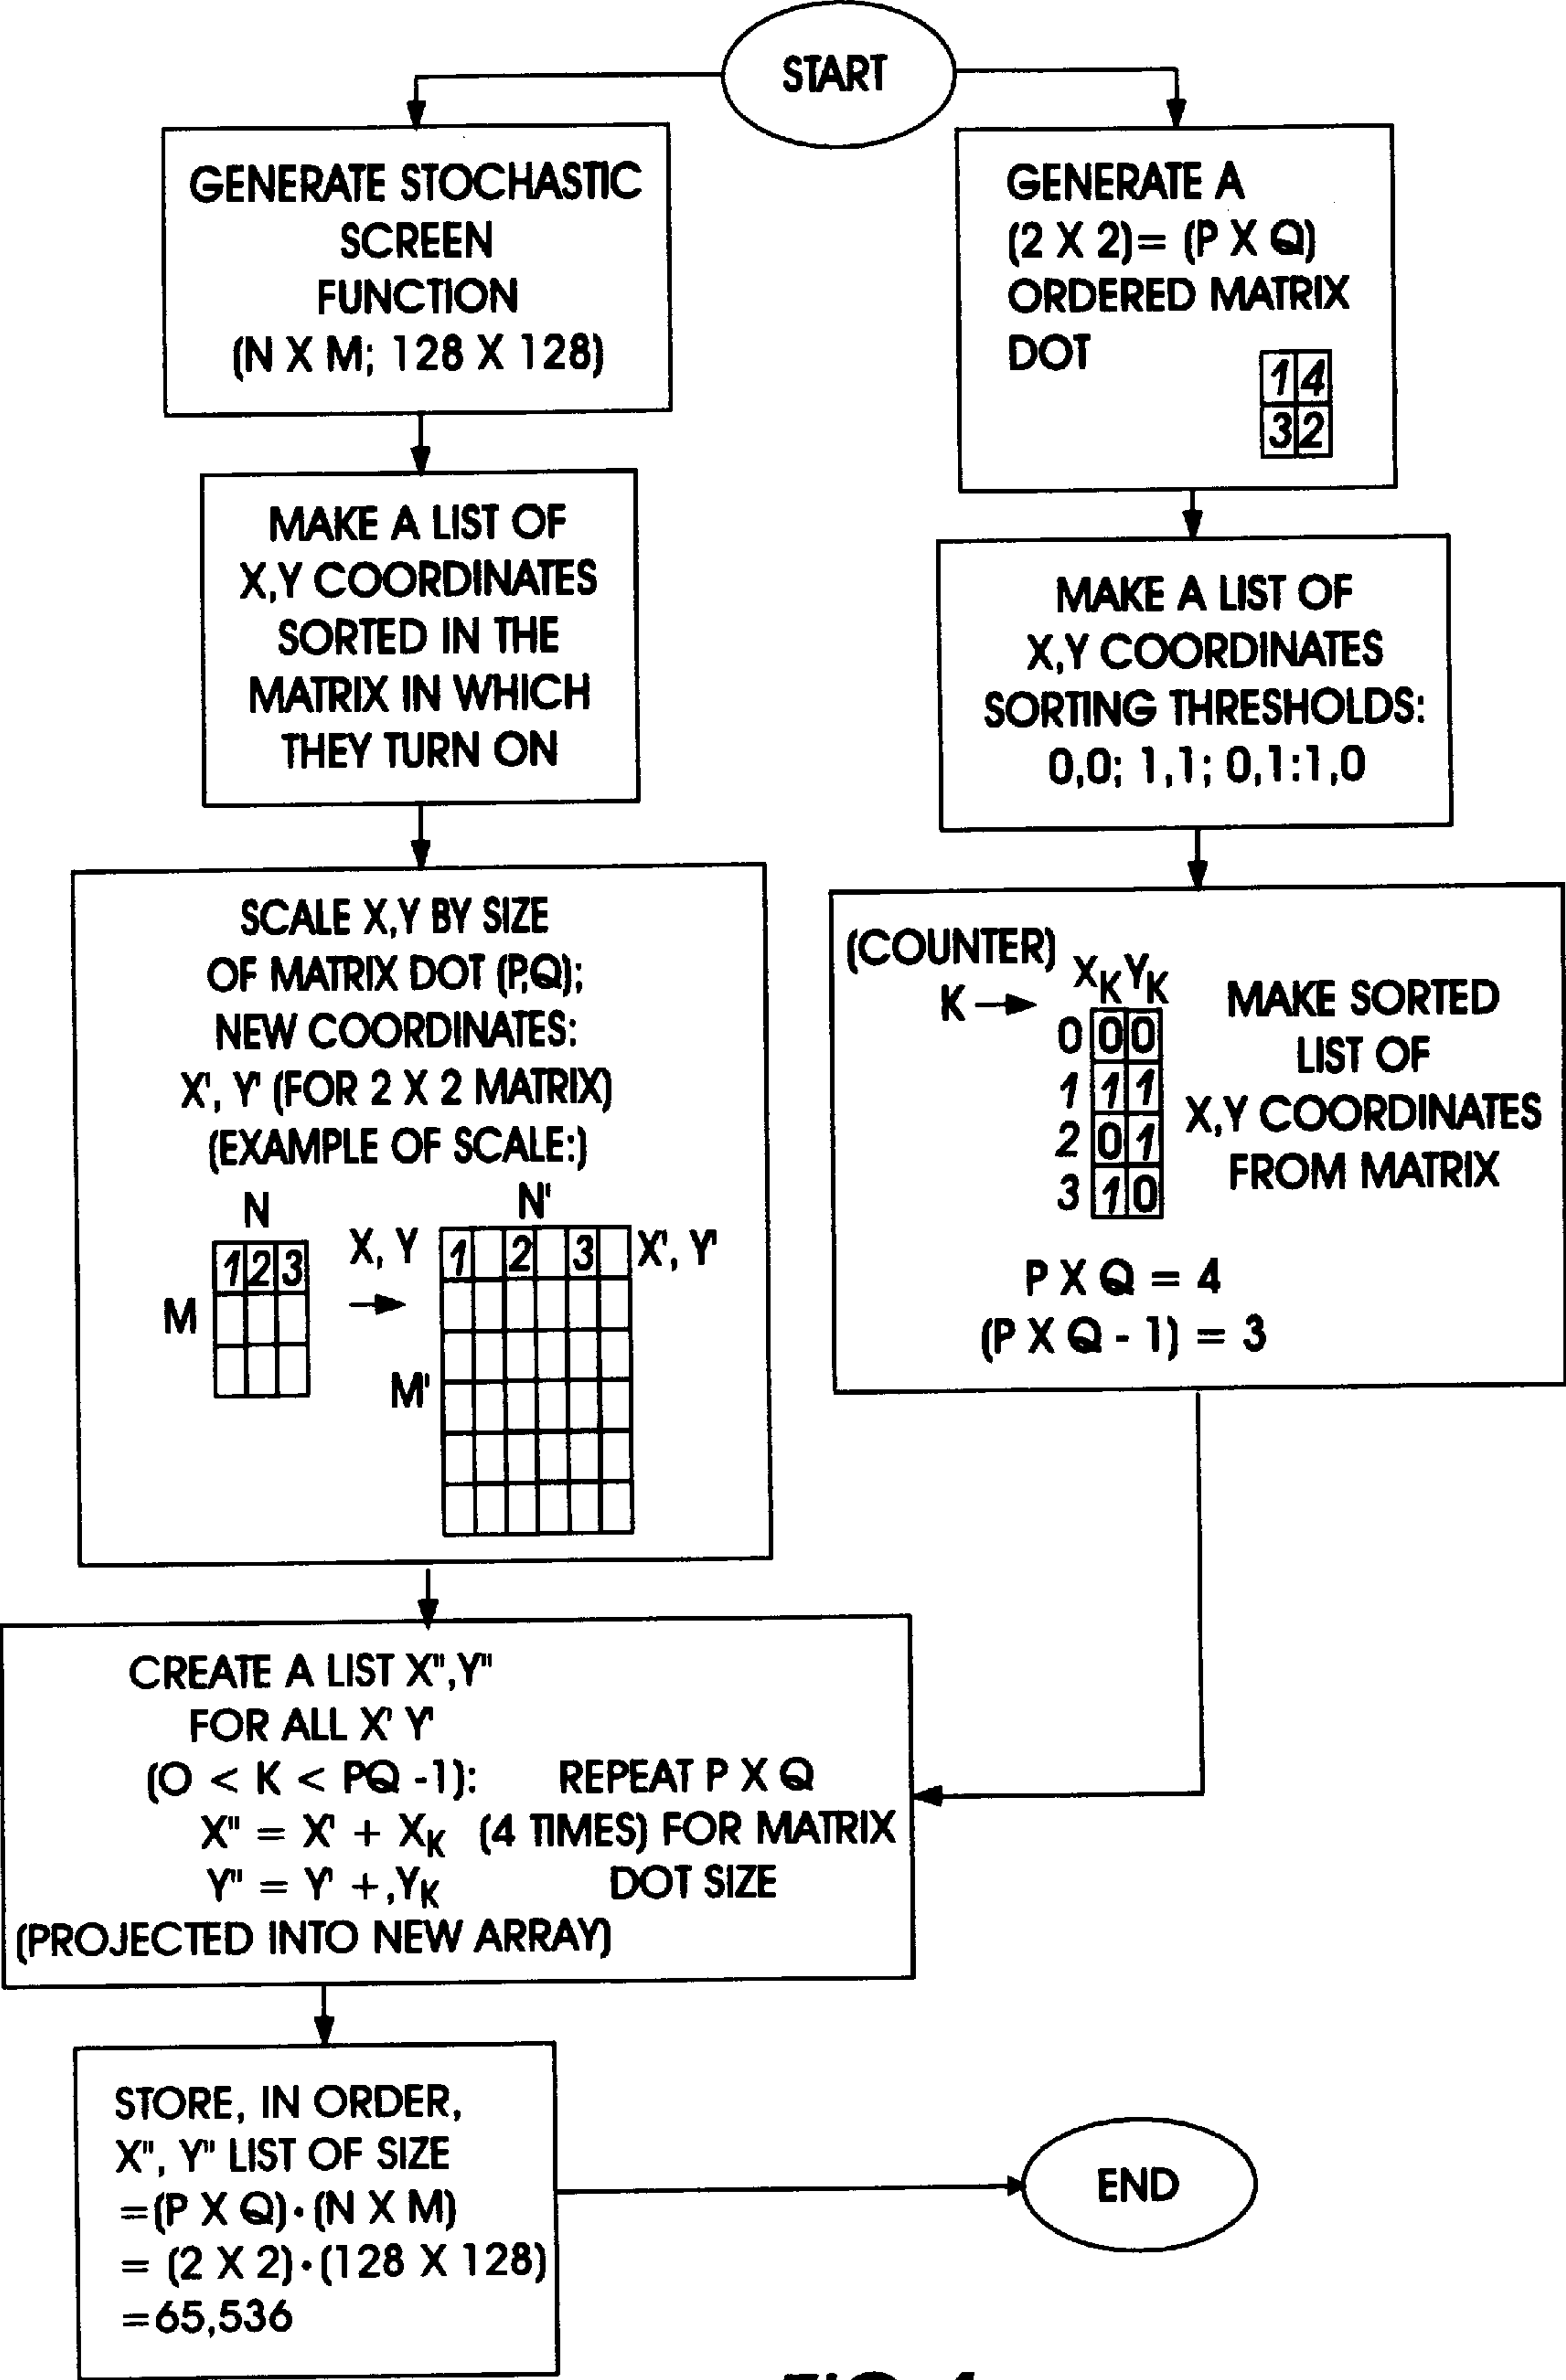 START
GENERATE STOCHASTIC
SCREEN
FUNCTION
(N X M; 128 X 128)
GENERATE A
(2 X 2)= (P X Q)
ORDERED MATRIX
DOT
1 4
3 2
MAKE A LIST OF
X,Y COORDINATES
SORTED IN THE
MATRIX IN WHICH
THEY TURN ON
MAKE A LIST OF
X,Y COORDINATES
SORTING THRESHOLDS:
0,0; 1,1; 0,1:1,0
SCALE X,Y BY SIZE
OF MATRIX DOT (P,Q);
NEW COORDINATES:
X', Y' (FOR 2 X 2 MATRIX)
(EXAMPLE OF SCALE:)
N
1 2 3
M
X, Y
N'
1 2 3
X', Y'
M'
(COUNTER)
K
XK YK
0 0 0
1 1 1
2 0 1
3 1 0
MAKE SORTED
LIST OF
X,Y COORDINATES
FROM MATRIX
P X Q = 4
(P X Q - 1) = 3
CREATE A LIST X",Y"
FOR ALL X' Y'
(O < K < PQ -1): REPEAT P X Q
X" = X' + XK (4 TIMES) FOR MATRIX
Y" = Y' +,YK DOT SIZE
(PROJECTED INTO NEW ARRAY)
STORE, IN ORDER,
X", Y" LIST OF SIZE
=(P X Q)·(N X M)
= (2 X 2)·(128 X 128)
=65,536
END